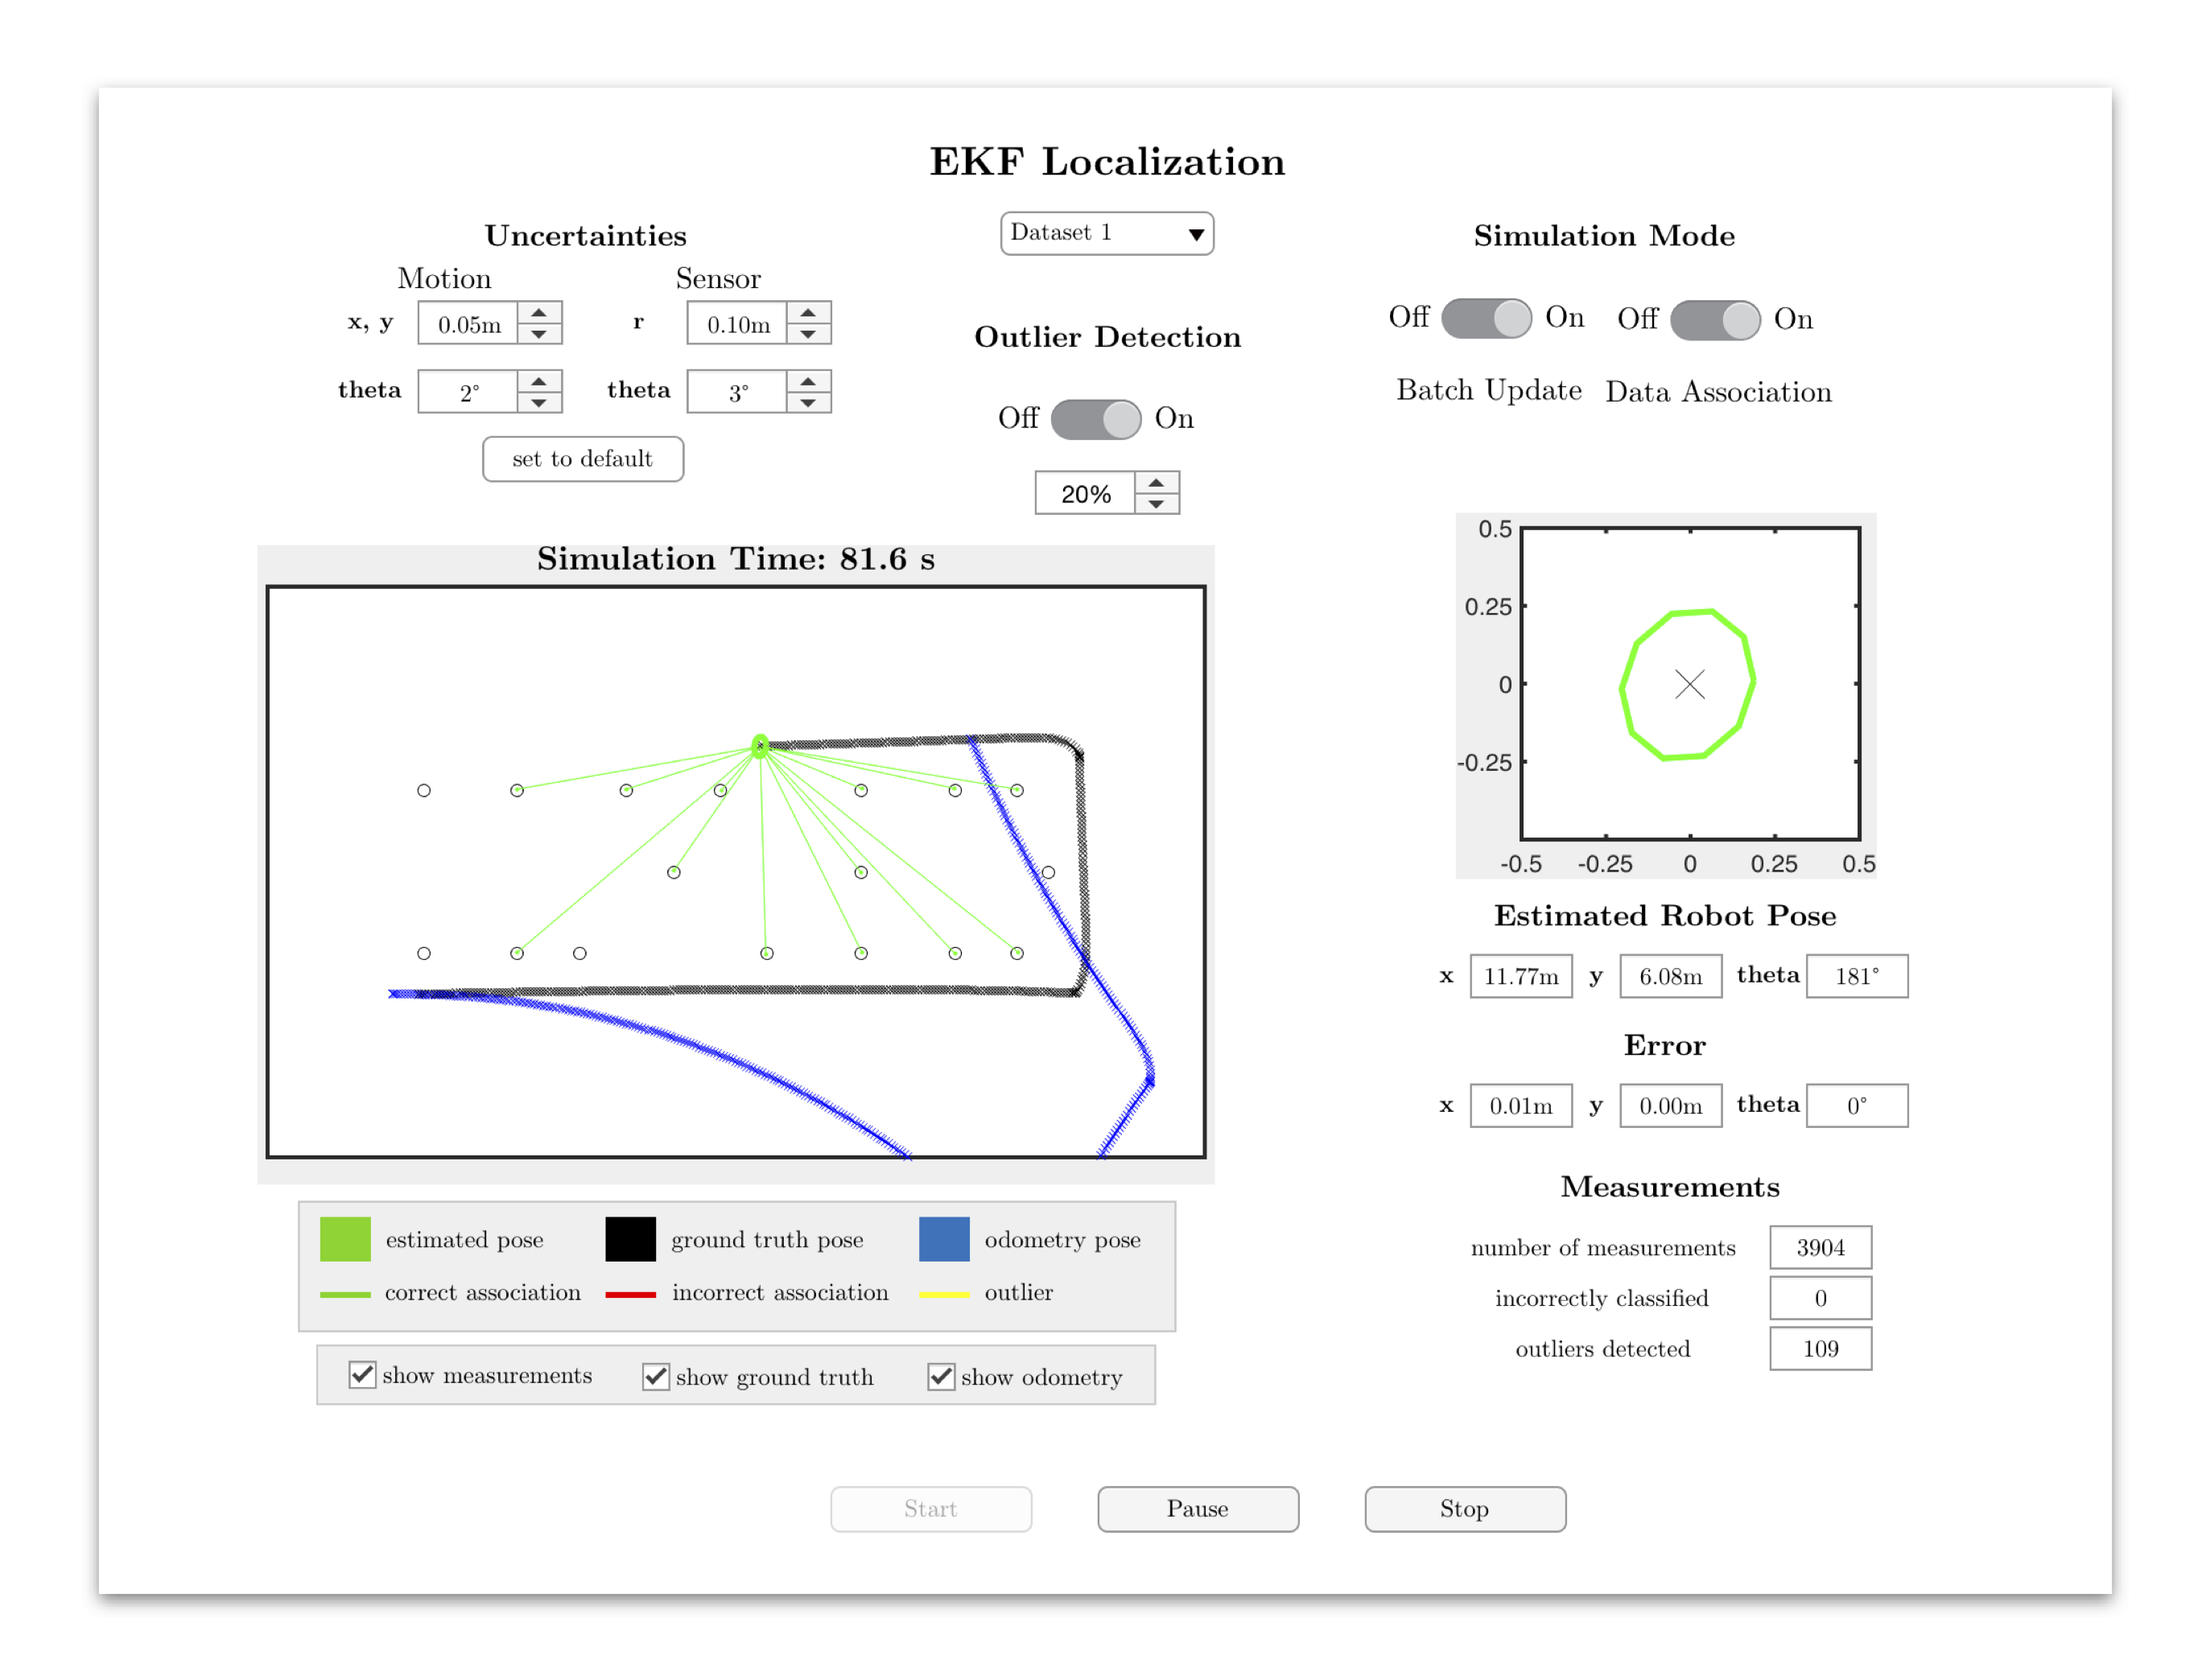 EKF Localization
Dataset 1
Uncertainties
Motion Sensor
x, y 0.05m r 0.10m
theta 2° theta 3°
set to default
Outlier Detection
Off On
20%
Simulation Mode
Off On Off On
Batch Update Data Association
Simulation Time: 81.6 s
0.5
0.25
0
-0.25
-0.5 -0.25 0 0.25 0.5
Estimated Robot Pose
x 11.77m y 6.08m theta 181°
Error
x 0.01m y 0.00m theta 0°
Measurements
number of measurements 3904
incorrectly classified 0
outliers detected 109
estimated pose ground truth pose odometry pose
correct association incorrect association outlier
show measurements show ground truth show odometry
Start Pause Stop